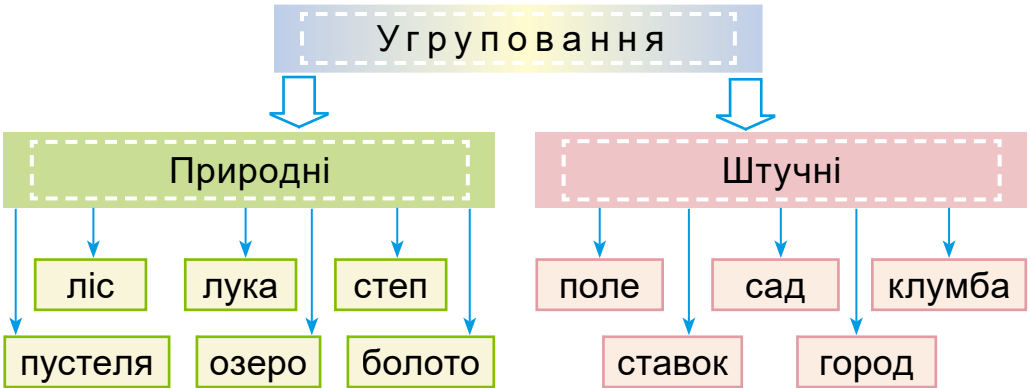 Угруповання
Природні
Штучні
ліс
лука
степ
поле
сад
клумба
пустеля
озеро
болото
ставок
город